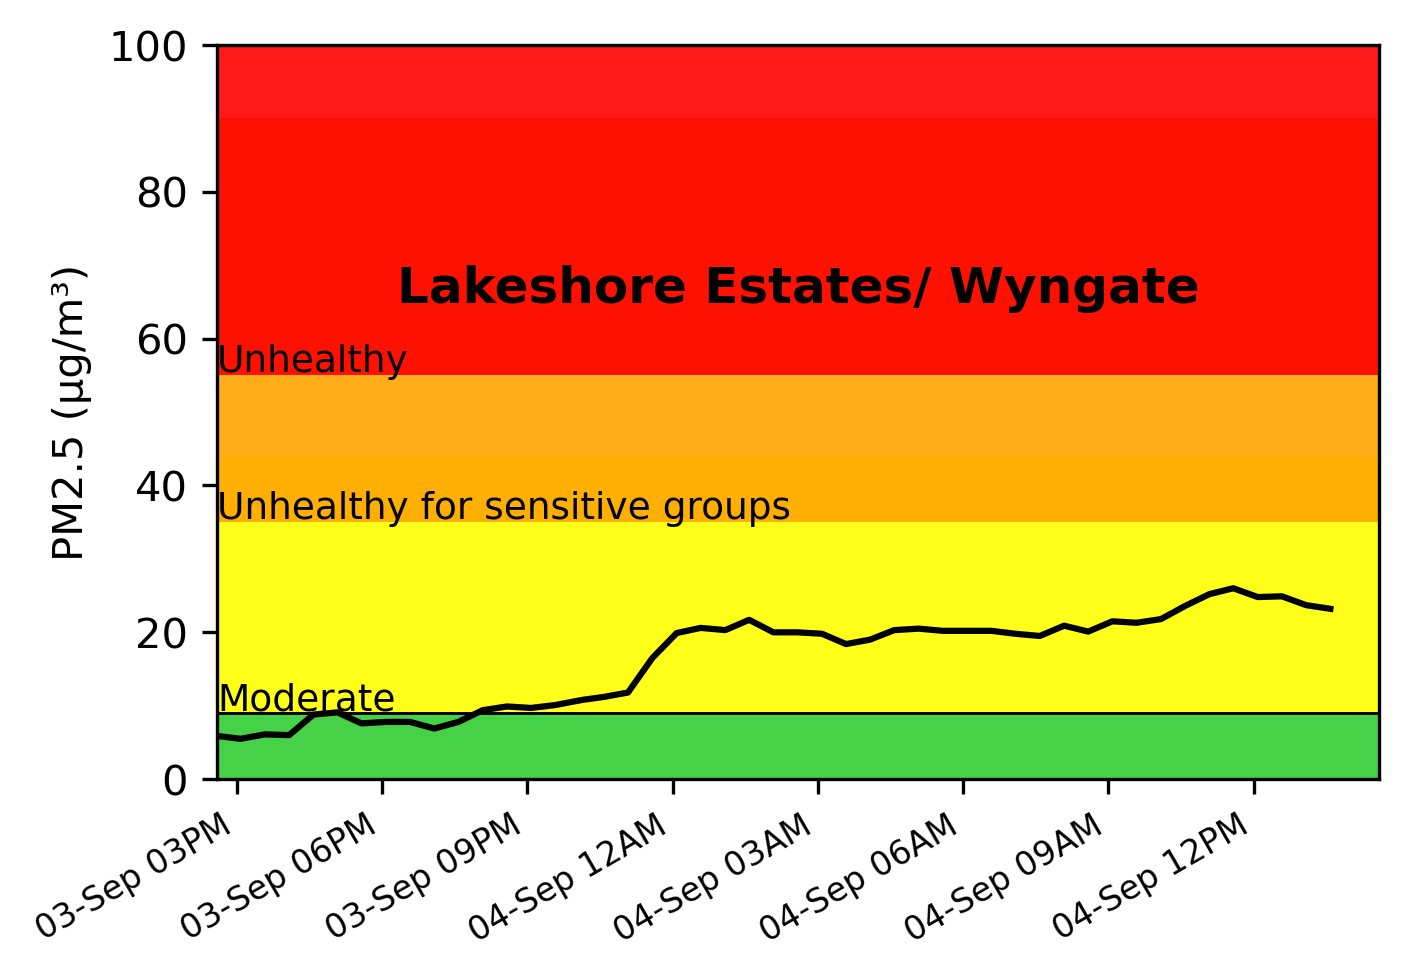 100
80
60
40
20
0
PM2.5 (µg/m³)
Lakeshore Estates/ Wyngate
Unhealthy
Unhealthy for sensitive groups
Moderate
03-Sep 03PM
03-Sep 06PM
03-Sep 09PM
04-Sep 12AM
04-Sep 03AM
04-Sep 06AM
04-Sep 09AM
04-Sep 12PM